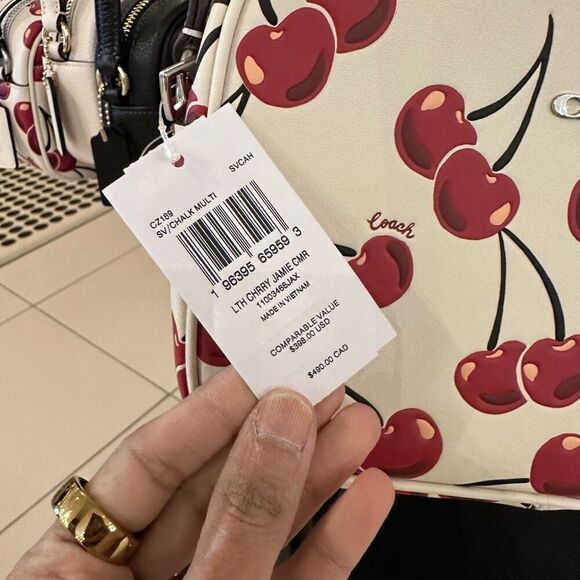 CZ189
SV/CHALK MULTI
SVCAH
1 96395 65959 3
LTH CHRRY JAMIE CMR
11003468JAX
MADE IN VIETNAM
COMPARABLE VALUE
$398.00 USD
$490.00 CAD
Coach